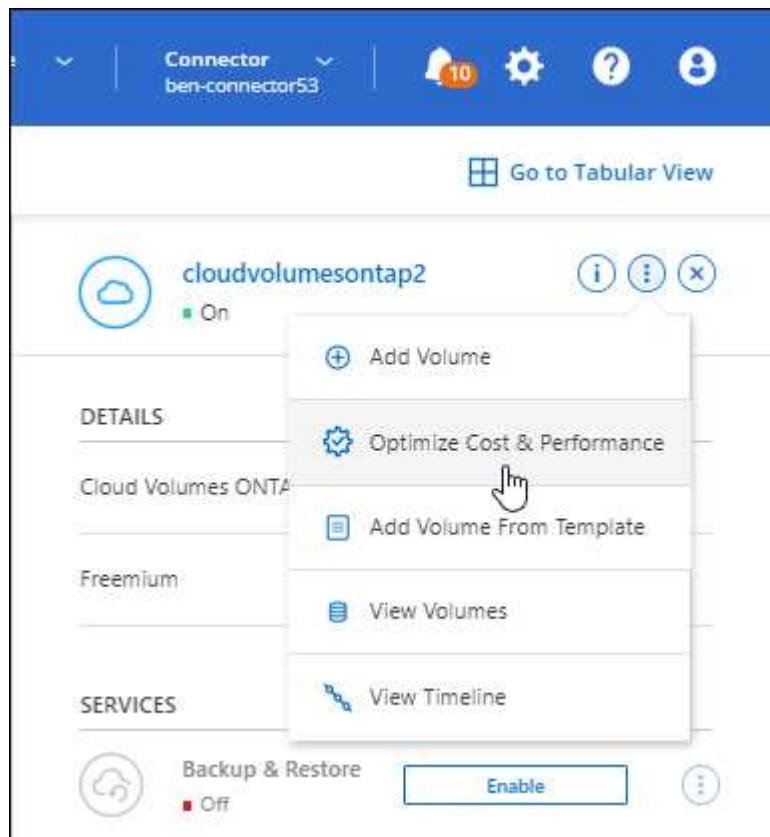 Connector
ben-connector53
10
Go to Tabular View
cloudvolumesontap2
On
Add Volume
DETAILS
Optimize Cost & Performance
Cloud Volumes ONTA
Add Volume From Template
Freemium
View Volumes
View Timeline
SERVICES
Backup & Restore
Enable
Off